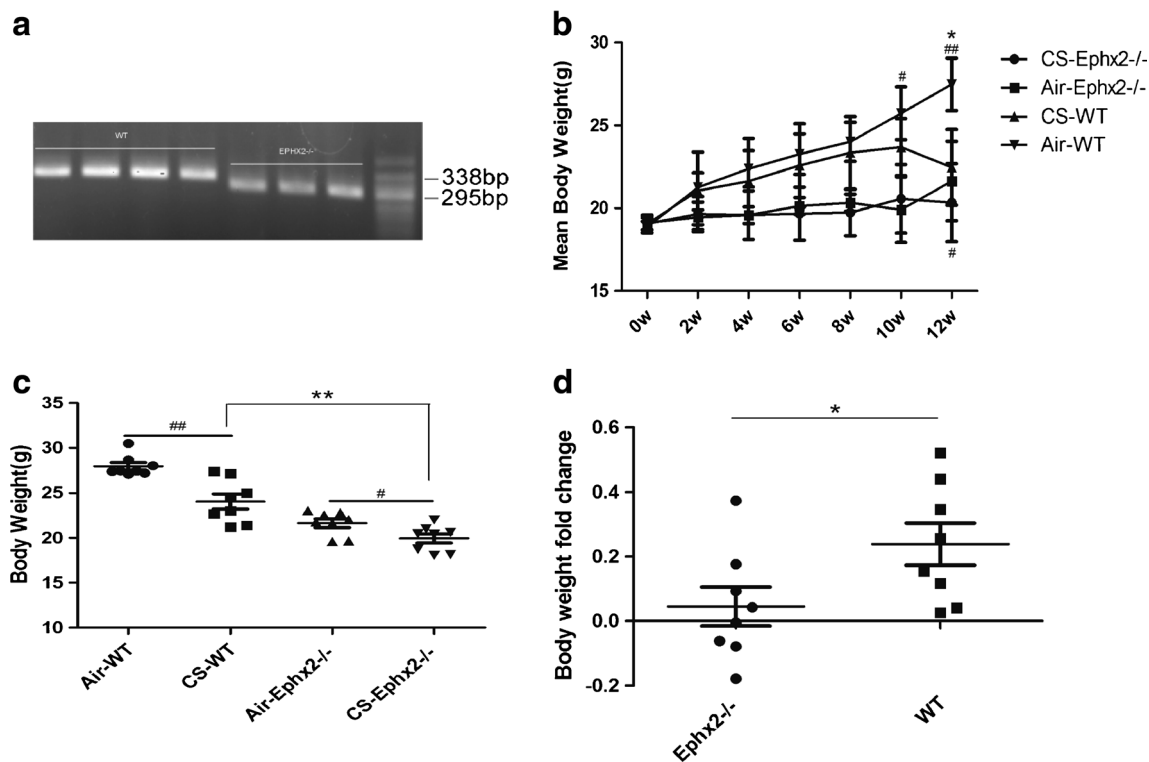 a
WT
EPHX2-/-
338bp
295bp
b
Mean Body Weight(g)
30
25
20
15
0w
2w
4w
6w
8w
10w
12w
#
*
##
#
CS-Ephx2-/-
Air-Ephx2-/-
CS-WT
Air-WT
c
Body Weight(g)
35
30
25
20
15
10
##
**
#
Air-WT
CS-WT
Air-Ephx2-/-
CS-Ephx2-/-
d
Body weight fold change
0.6
0.4
0.2
0.0
-0.2
*
Ephx2-/-
WT